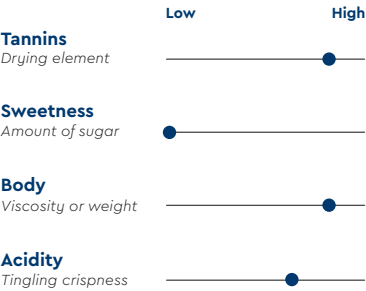 Low High
Tannins
Drying element
Sweetness
Amount of sugar
Body
Viscosity or weight
Acidity
Tingling crispness